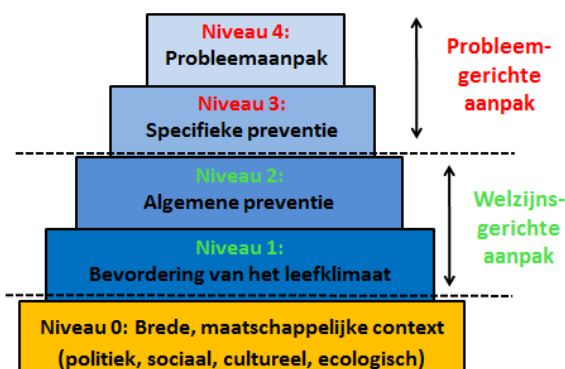 Niveau 4:
Probleemaanpak
Probleem-
gerichte
aanpak
Niveau 3:
Specifieke preventie
Niveau 2:
Algemene preventie
Welzijns-
gerichte
aanpak
Niveau 1:
Bevordering van het leefklimaat
Niveau 0: Brede, maatschappelijke context
(politiek, sociaal, cultureel, ecologisch)